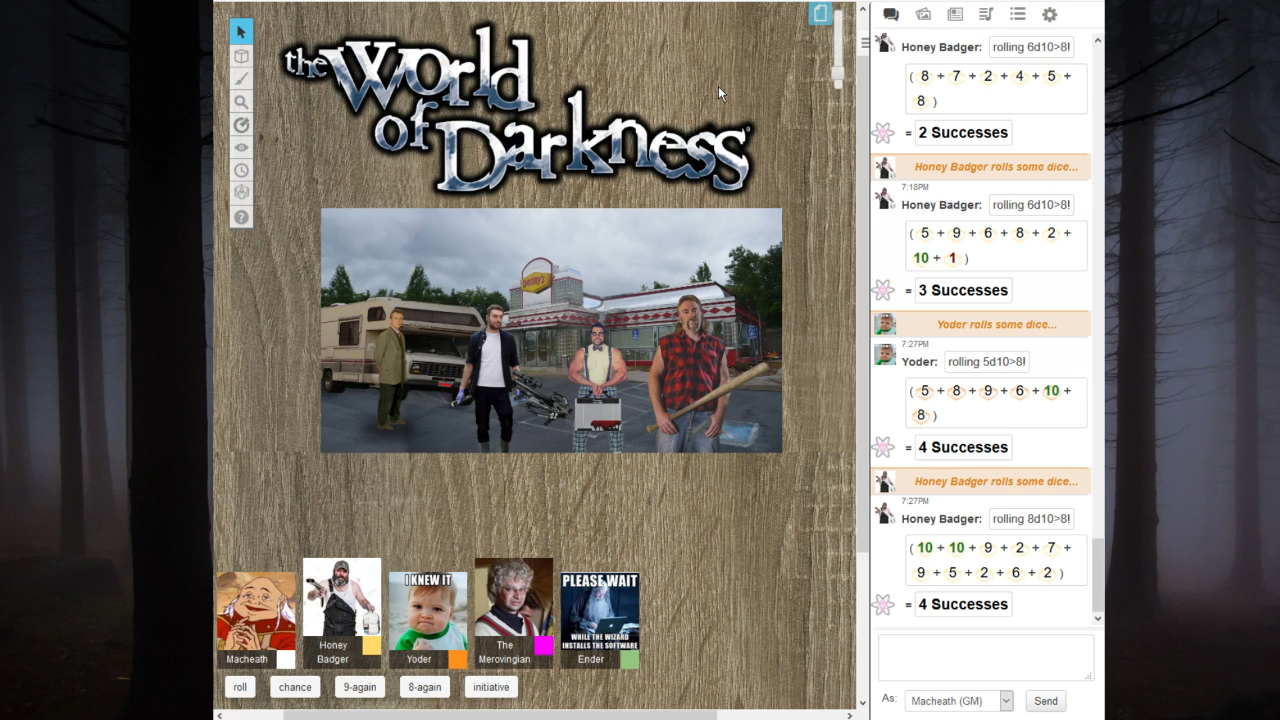 the World
of Darkness
Denny's
I KNEW IT
PLEASE WAIT
WHILE THE WIZARD
INSTALLS THE SOFTWARE
Macheath
Honey
Badger
Yoder
The
Merovingian
Ender
roll
chance
9-again
8-again
initiative
Honey Badger: rolling 6d10>8!
( 8 + 7 + 2 + 4 + 5 +
8 )
= 2 Successes
Honey Badger rolls some dice...
7:18PM
Honey Badger: rolling 6d10>8!
( 5 + 9 + 6 + 8 + 2 +
10 + 1 )
= 3 Successes
Yoder rolls some dice...
7:27PM
Yoder: rolling 5d10>8!
( 5 + 8 + 9 + 6 + 10 +
8 )
= 4 Successes
Honey Badger rolls some dice...
7:27PM
Honey Badger: rolling 8d10>8!
( 10 + 10 + 9 + 2 + 7 +
9 + 5 + 2 + 6 + 2 )
= 4 Successes
As: Macheath (GM) Send